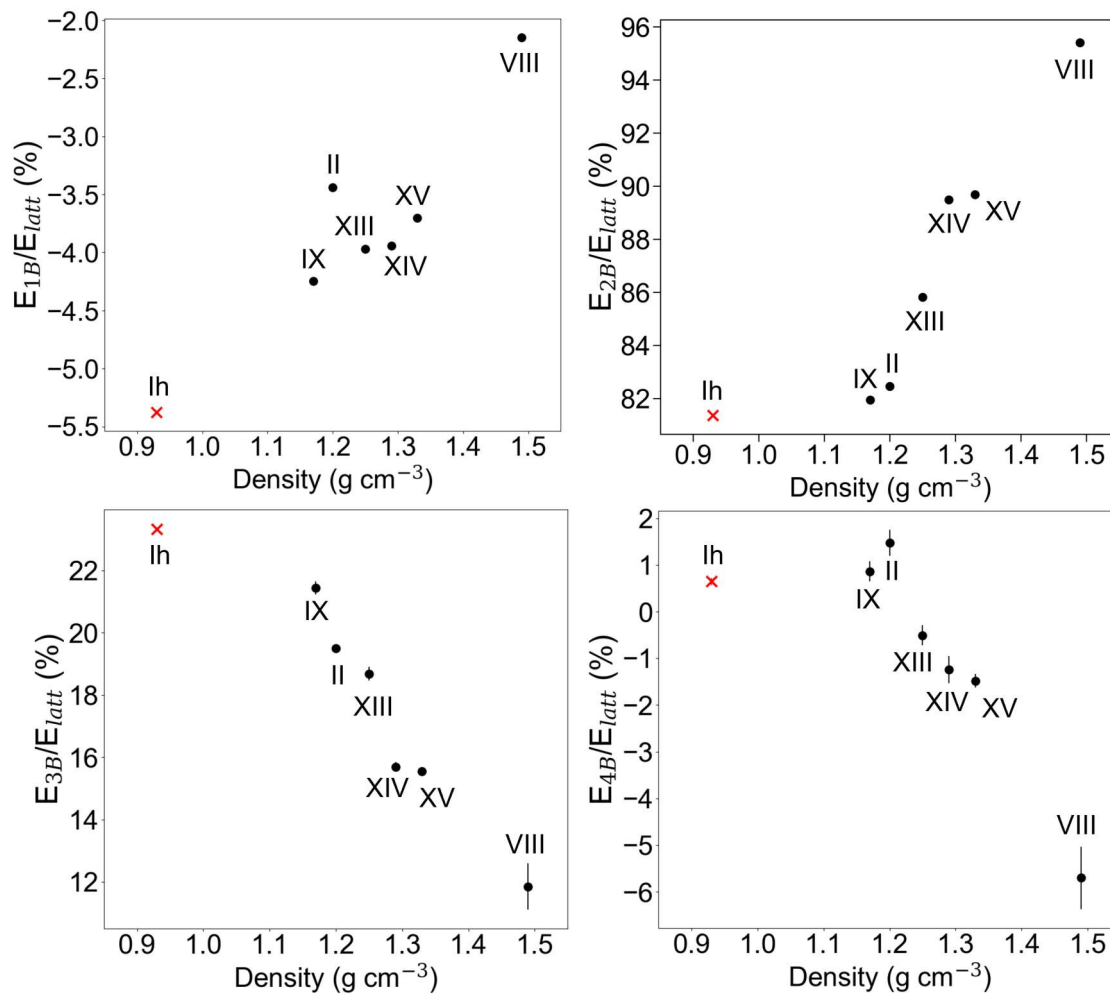 E1B/Elatt (%)
−2.0
−2.5
−3.0
−3.5
−4.0
−4.5
−5.0
−5.5
VIII
II
XV
XIII
IX
XIV
Ih
0.9 1.0 1.1 1.2 1.3 1.4 1.5
Density (g cm−3)
E2B/Elatt (%)
96
94
92
90
88
86
84
82
VIII
XIV XV
XIII
IX II
Ih
0.9 1.0 1.1 1.2 1.3 1.4 1.5
Density (g cm−3)
E3B/Elatt (%)
22
20
18
16
14
12
Ih
IX
II
XIII
XIV XV
VIII
0.9 1.0 1.1 1.2 1.3 1.4 1.5
Density (g cm−3)
E4B/Elatt (%)
2
1
0
−1
−2
−3
−4
−5
−6
Ih
II
IX
XIII
XIV XV
VIII
0.9 1.0 1.1 1.2 1.3 1.4 1.5
Density (g cm−3)